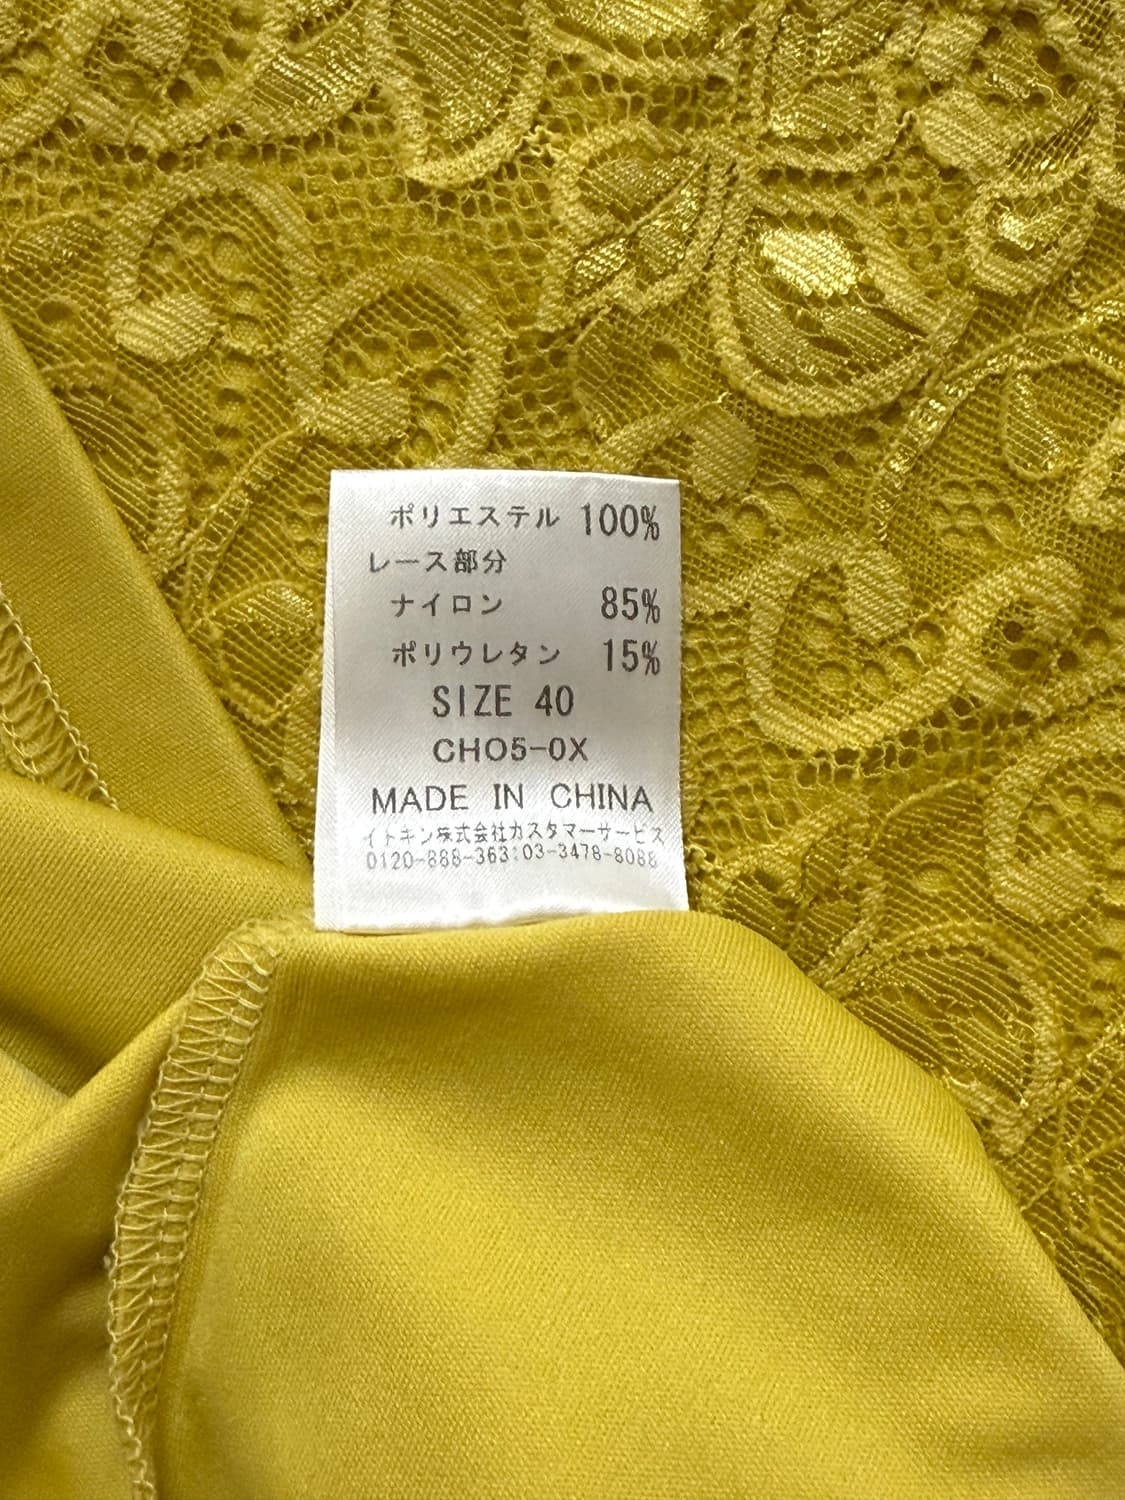 ポリエステル 100%
レース部分
ナイロン 85%
ポリウレタン 15%
SIZE 40
CHO5-0X
MADE IN CHINA
イトキン株式会社カスタマーサービス
0120-888-363:03-3478-8088